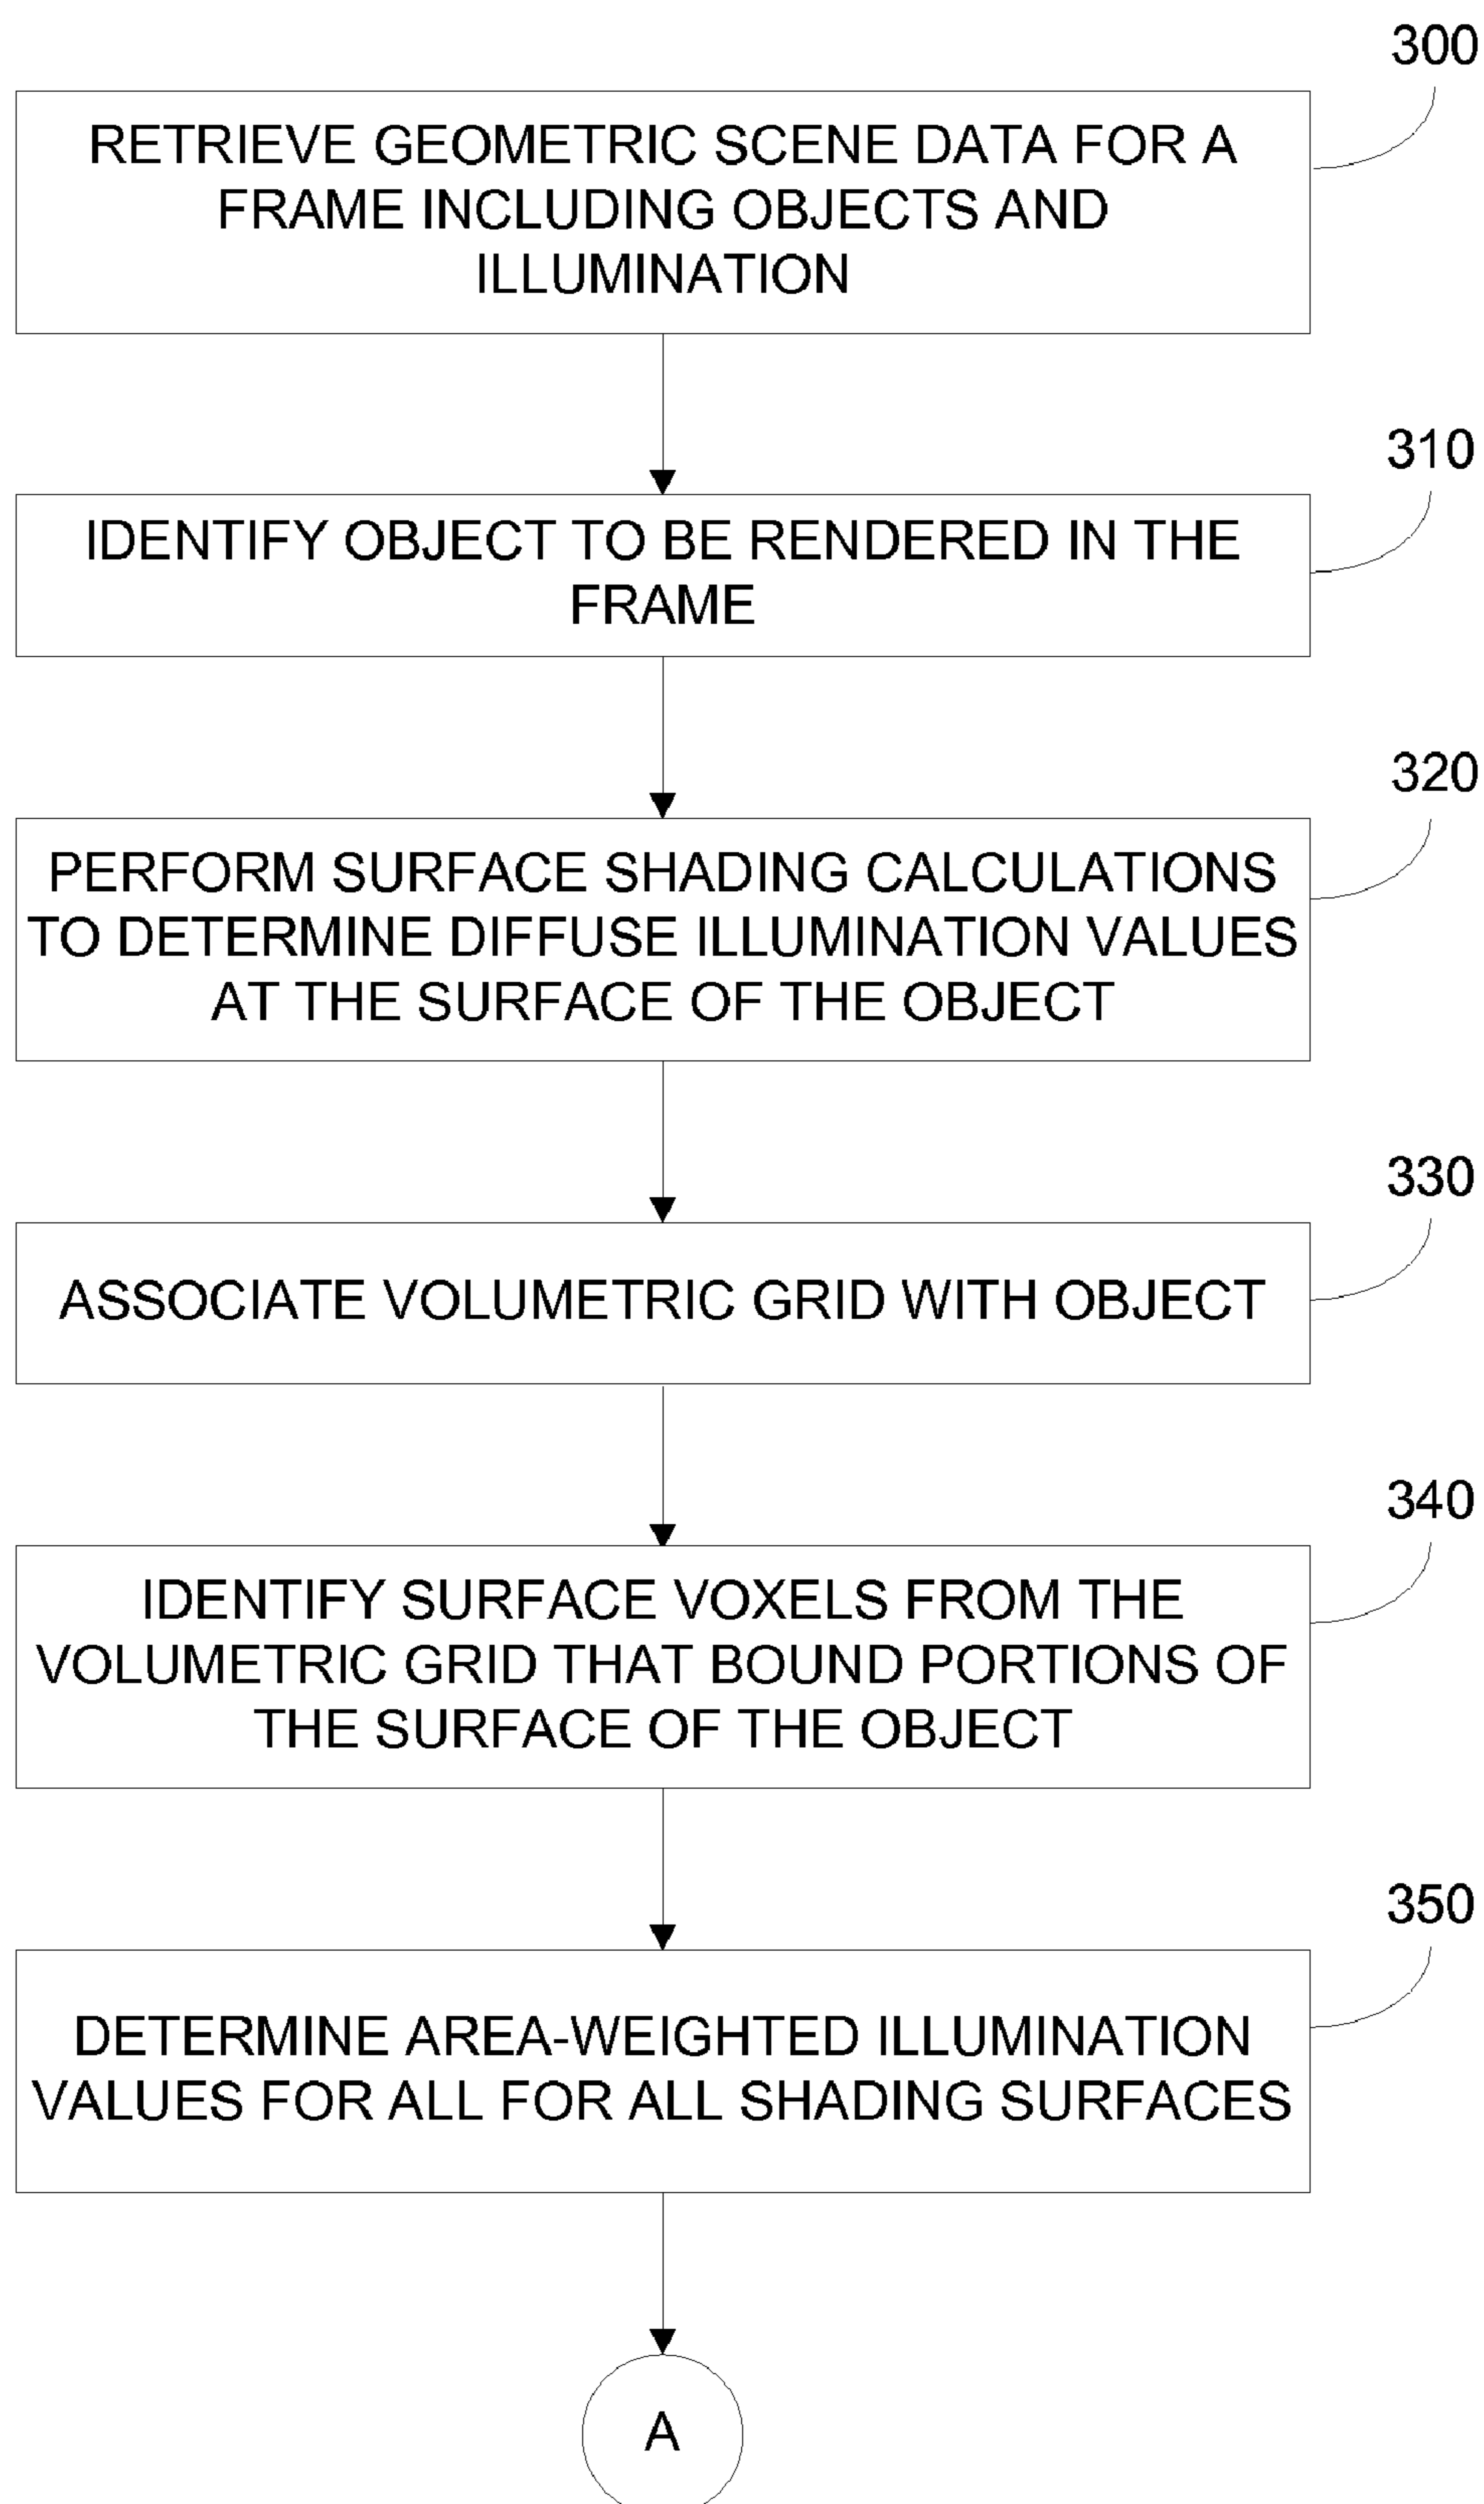 300
RETRIEVE GEOMETRIC SCENE DATA FOR A
FRAME INCLUDING OBJECTS AND
ILLUMINATION
310
IDENTIFY OBJECT TO BE RENDERED IN THE
FRAME
320
PERFORM SURFACE SHADING CALCULATIONS
TO DETERMINE DIFFUSE ILLUMINATION VALUES
AT THE SURFACE OF THE OBJECT
330
ASSOCIATE VOLUMETRIC GRID WITH OBJECT
340
IDENTIFY SURFACE VOXELS FROM THE
VOLUMETRIC GRID THAT BOUND PORTIONS OF
THE SURFACE OF THE OBJECT
350
DETERMINE AREA-WEIGHTED ILLUMINATION
VALUES FOR ALL FOR ALL SHADING SURFACES
A